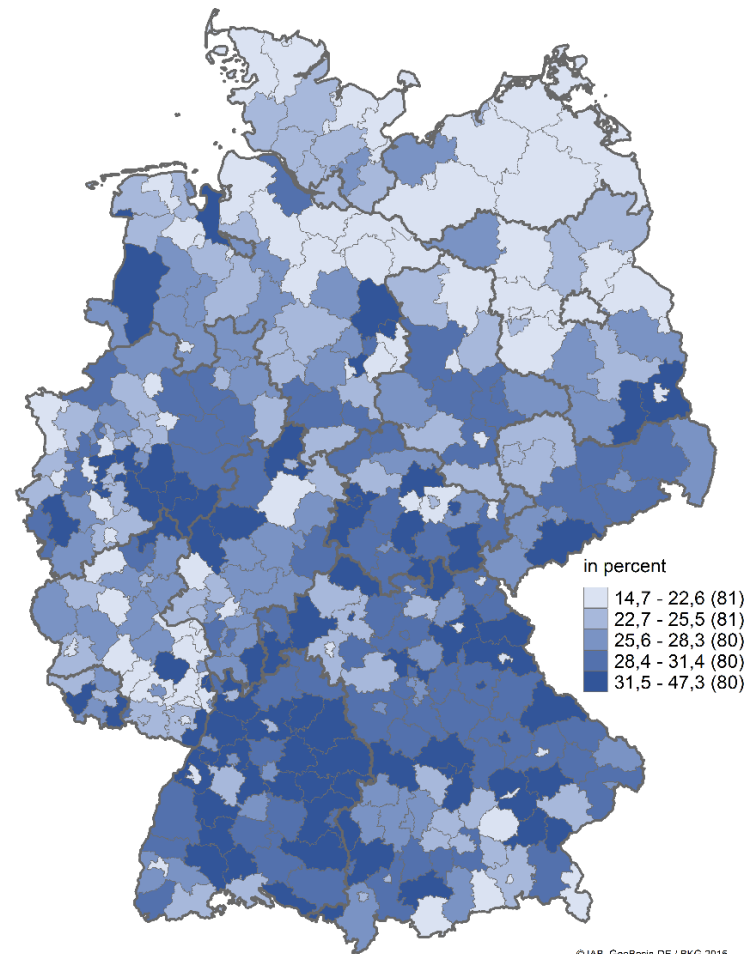 in percent
14,7 - 22,6 (81)
22,7 - 25,5 (81)
25,6 - 28,3 (80)
28,4 - 31,4 (80)
31,5 - 47,3 (80)
© IAB, GeoBasis-DE / BKG 2015